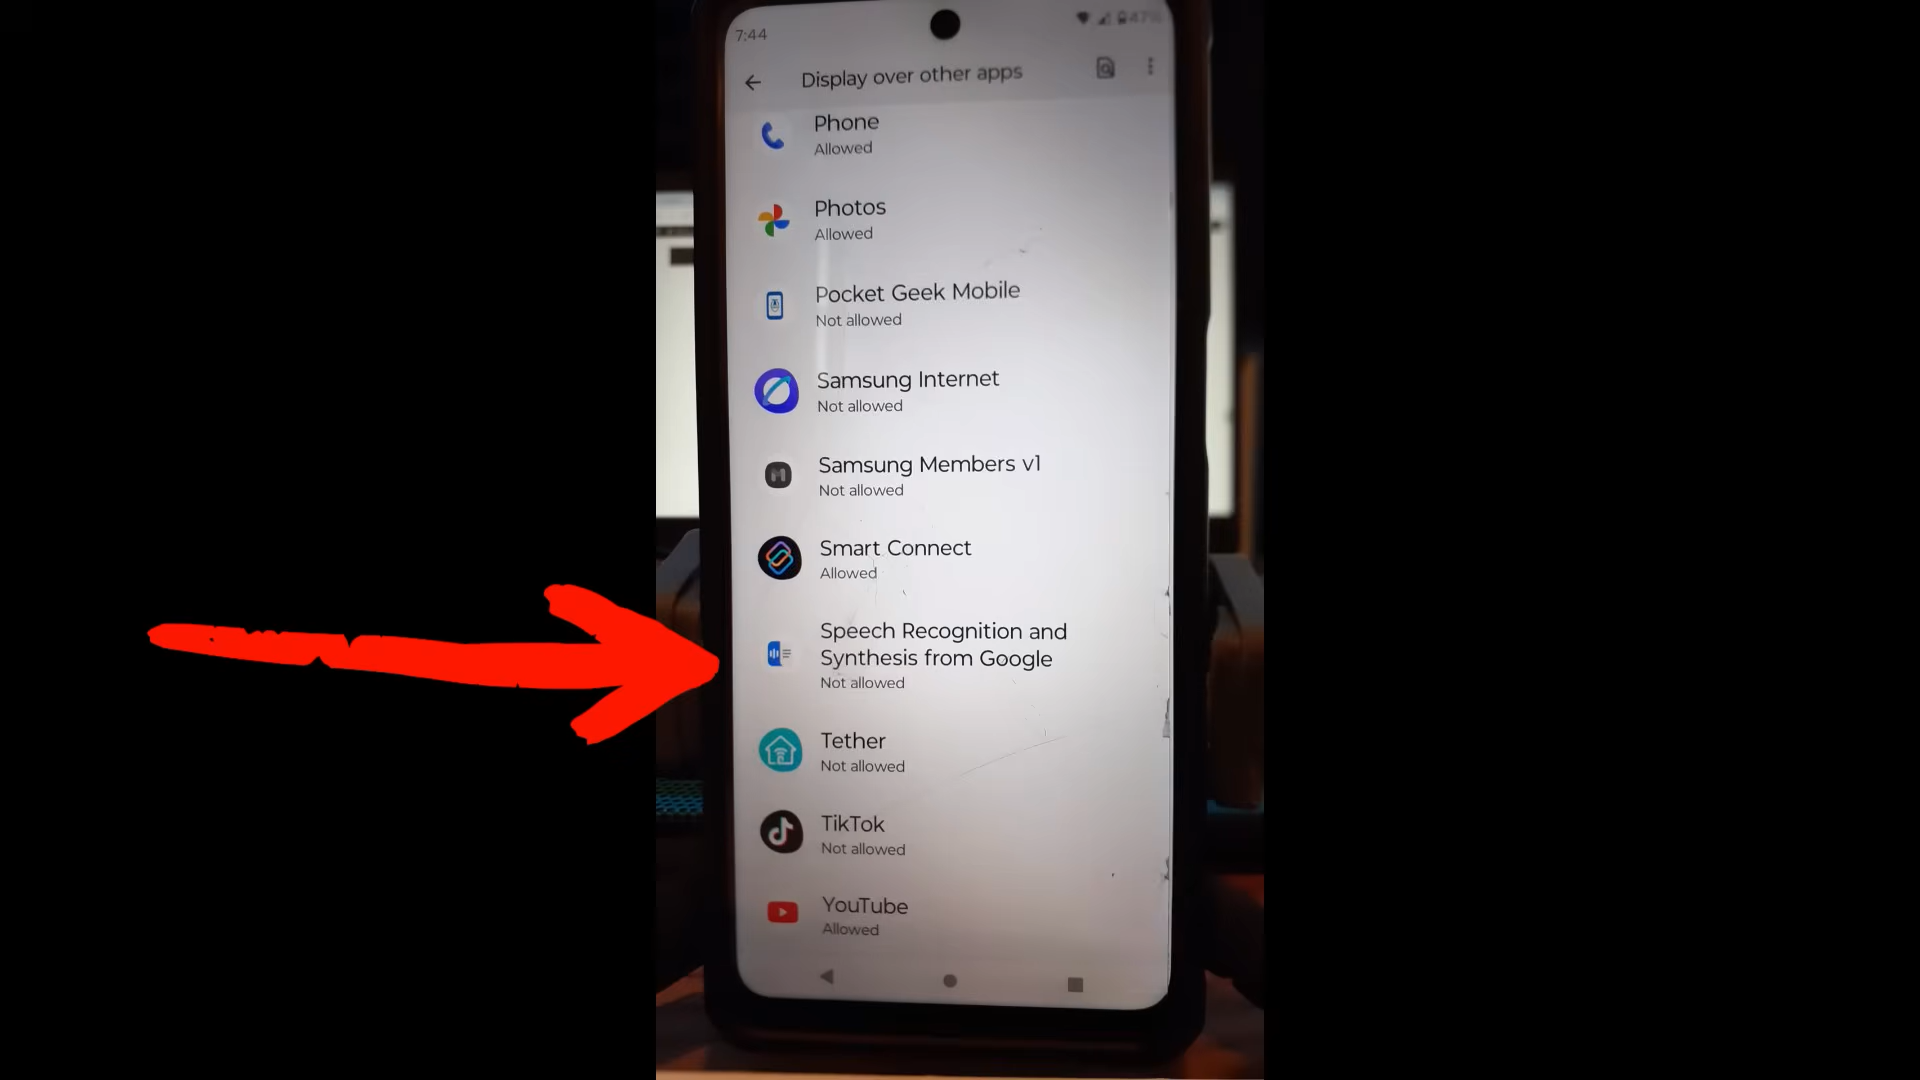 7:44
47%
Display over other apps
Phone
Allowed
Photos
Allowed
Pocket Geek Mobile
Not allowed
Samsung Internet
Not allowed
Samsung Members v1
Not allowed
Smart Connect
Allowed
Speech Recognition and
Synthesis from Google
Not allowed
Tether
Not allowed
TikTok
Not allowed
YouTube
Allowed